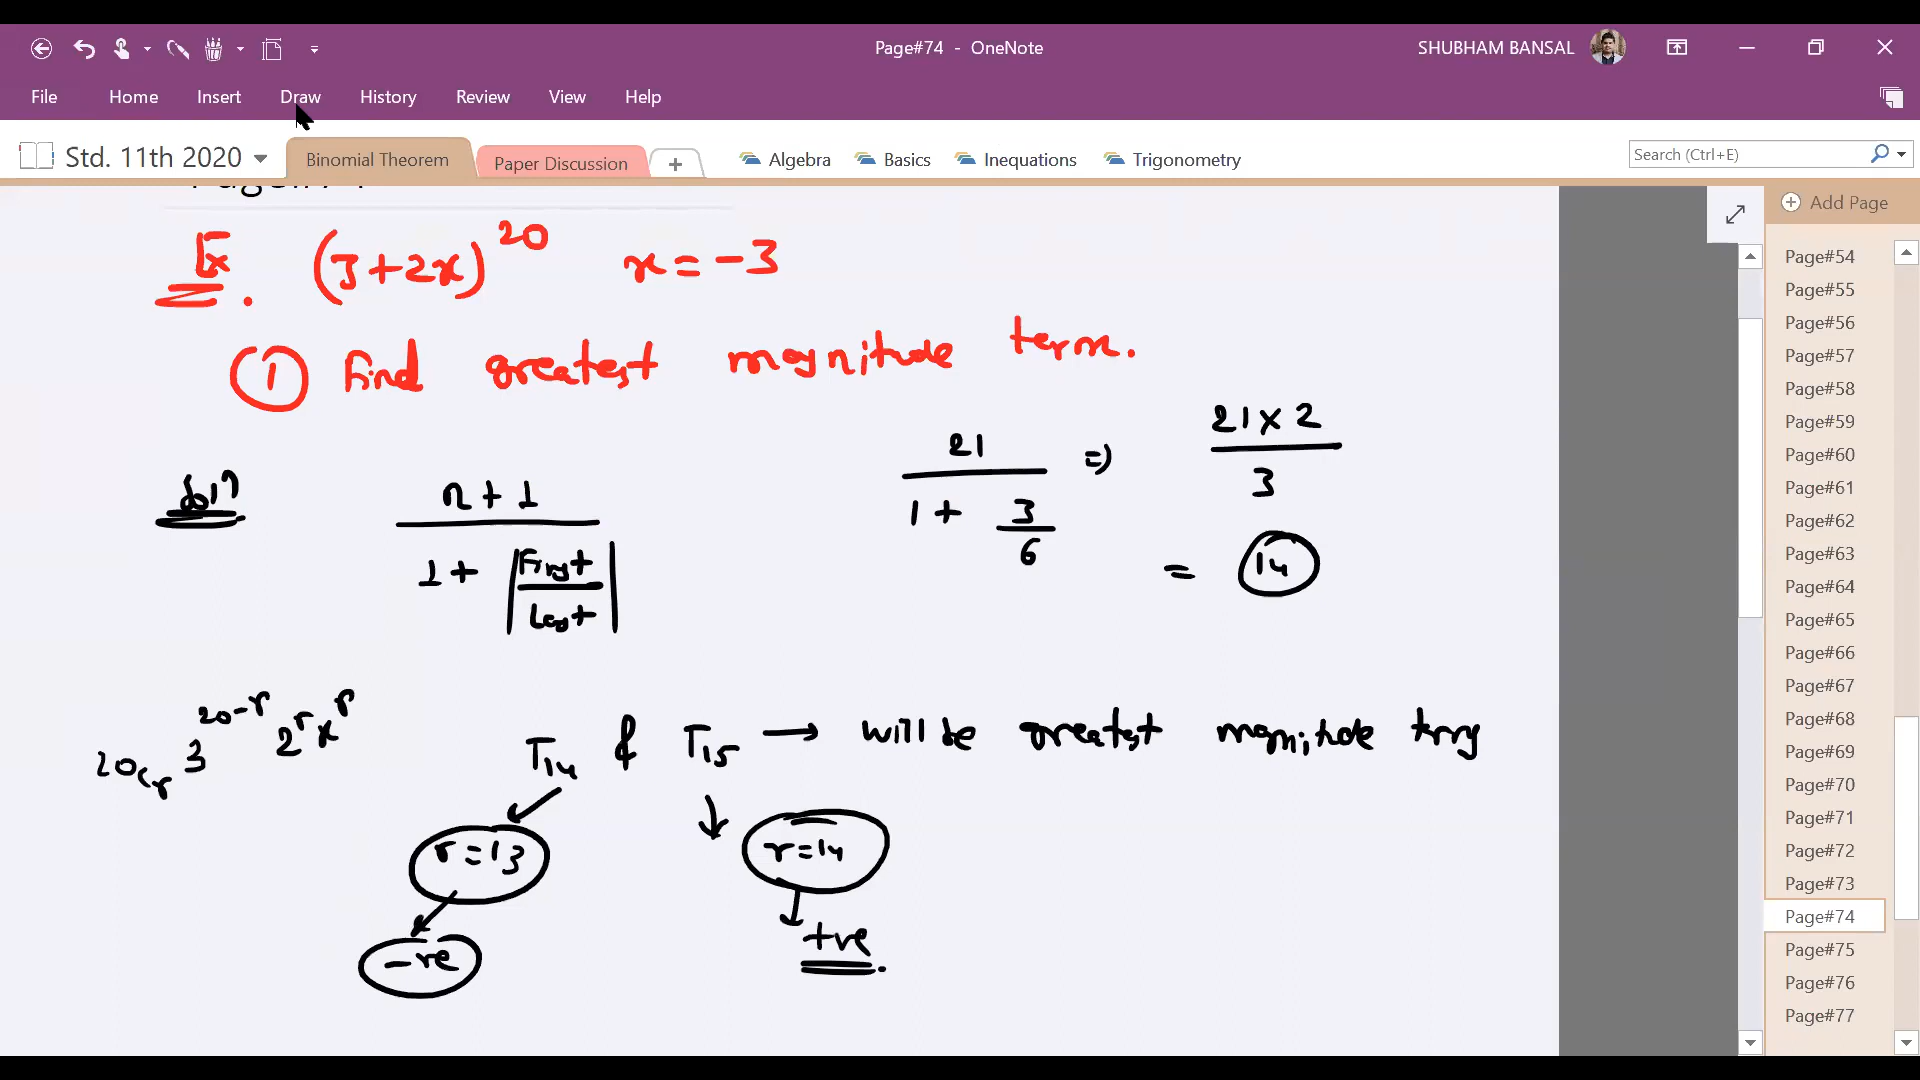 Page#74 - OneNote
SHUBHAM BANSAL
File Home Insert Draw History Review View Help
Std. 11th 2020
Binomial Theorem
Paper Discussion
+
Algebra
Basics
Inequations
Trigonometry
Search (Ctrl+E)
Add Page
Ex. (3+2x)^20 x = -3
① Find greatest magnitude term.
Sol^n
n + 1
1 + |First/Last|
21
1 + 3/6
=> 21 x 2
3
= 14
20Cr 3^20-r 2^r x^r
T14 & T15 → will be greatest magnitude
r=13
r=14
-ve
+ve.
Page#54
Page#55
Page#56
Page#57
Page#58
Page#59
Page#60
Page#61
Page#62
Page#63
Page#64
Page#65
Page#66
Page#67
Page#68
Page#69
Page#70
Page#71
Page#72
Page#73
Page#74
Page#75
Page#76
Page#77